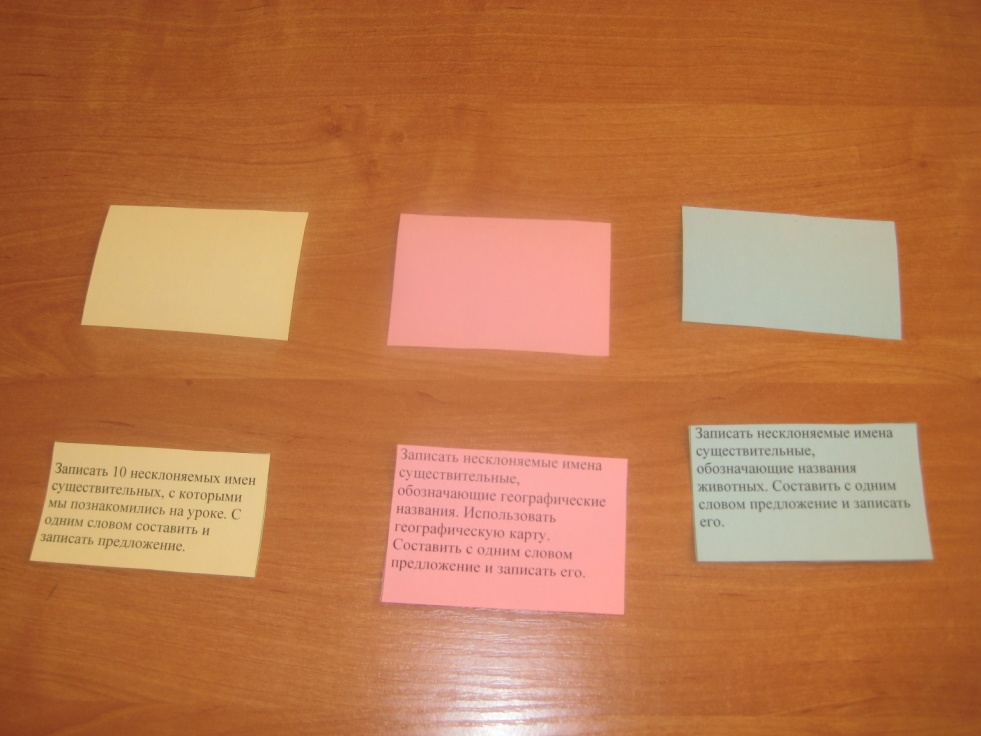 Записать 10 несклоняемых имен
существительных, с которыми
мы познакомились на уроке. С
одним словом составить и
записать предложение.
Записать несклоняемые имена
существительные,
обозначающие географические
названия. Использовать
географическую карту.
Составить с одним словом
предложение и записать его.
Записать несклоняемые имена
существительные,
обозначающие названия
животных. Составить с одним
словом предложение и записать
его.